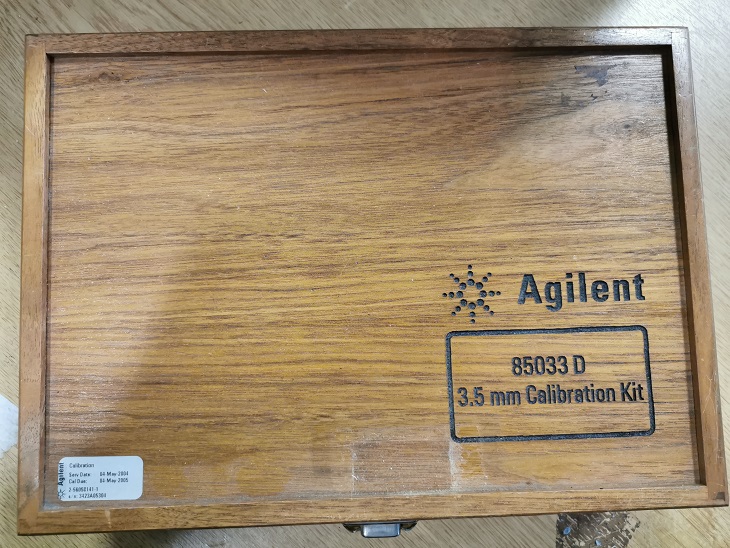 Agilent
85033 D
3.5 mm Calibration Kit
Agilent
Calibration
Serv Date: 04-May-2004
Cal Due: 04-May-2005